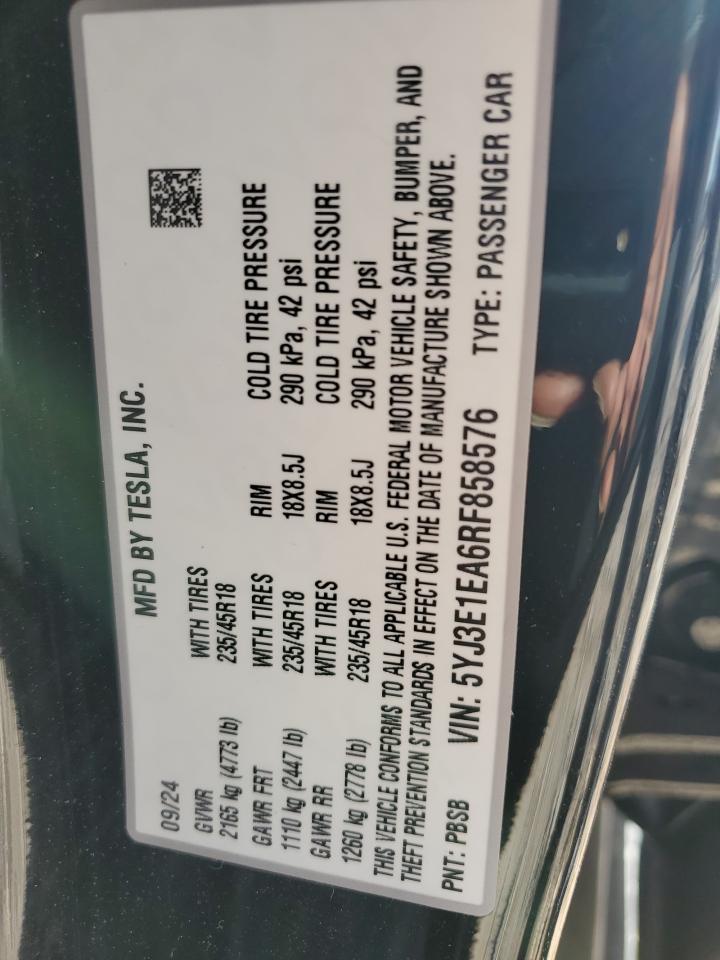 MFD BY TESLA, INC.
09/24
GVWR WITH TIRES
2165 kg (4773 lb) 235/45R18
GAWR FRT WITH TIRES RIM COLD TIRE PRESSURE
1110 kg (2447 lb) 235/45R18 18X8.5J 290 kPa, 42 psi
GAWR RR WITH TIRES RIM COLD TIRE PRESSURE
1260 kg (2778 lb) 235/45R18 18X8.5J 290 kPa, 42 psi
THIS VEHICLE CONFORMS TO ALL APPLICABLE U.S. FEDERAL MOTOR VEHICLE SAFETY, BUMPER, AND
THEFT PREVENTION STANDARDS IN EFFECT ON THE DATE OF MANUFACTURE SHOWN ABOVE.
PNT: PBSB VIN: 5YJ3E1EA6RF858576 TYPE: PASSENGER CAR